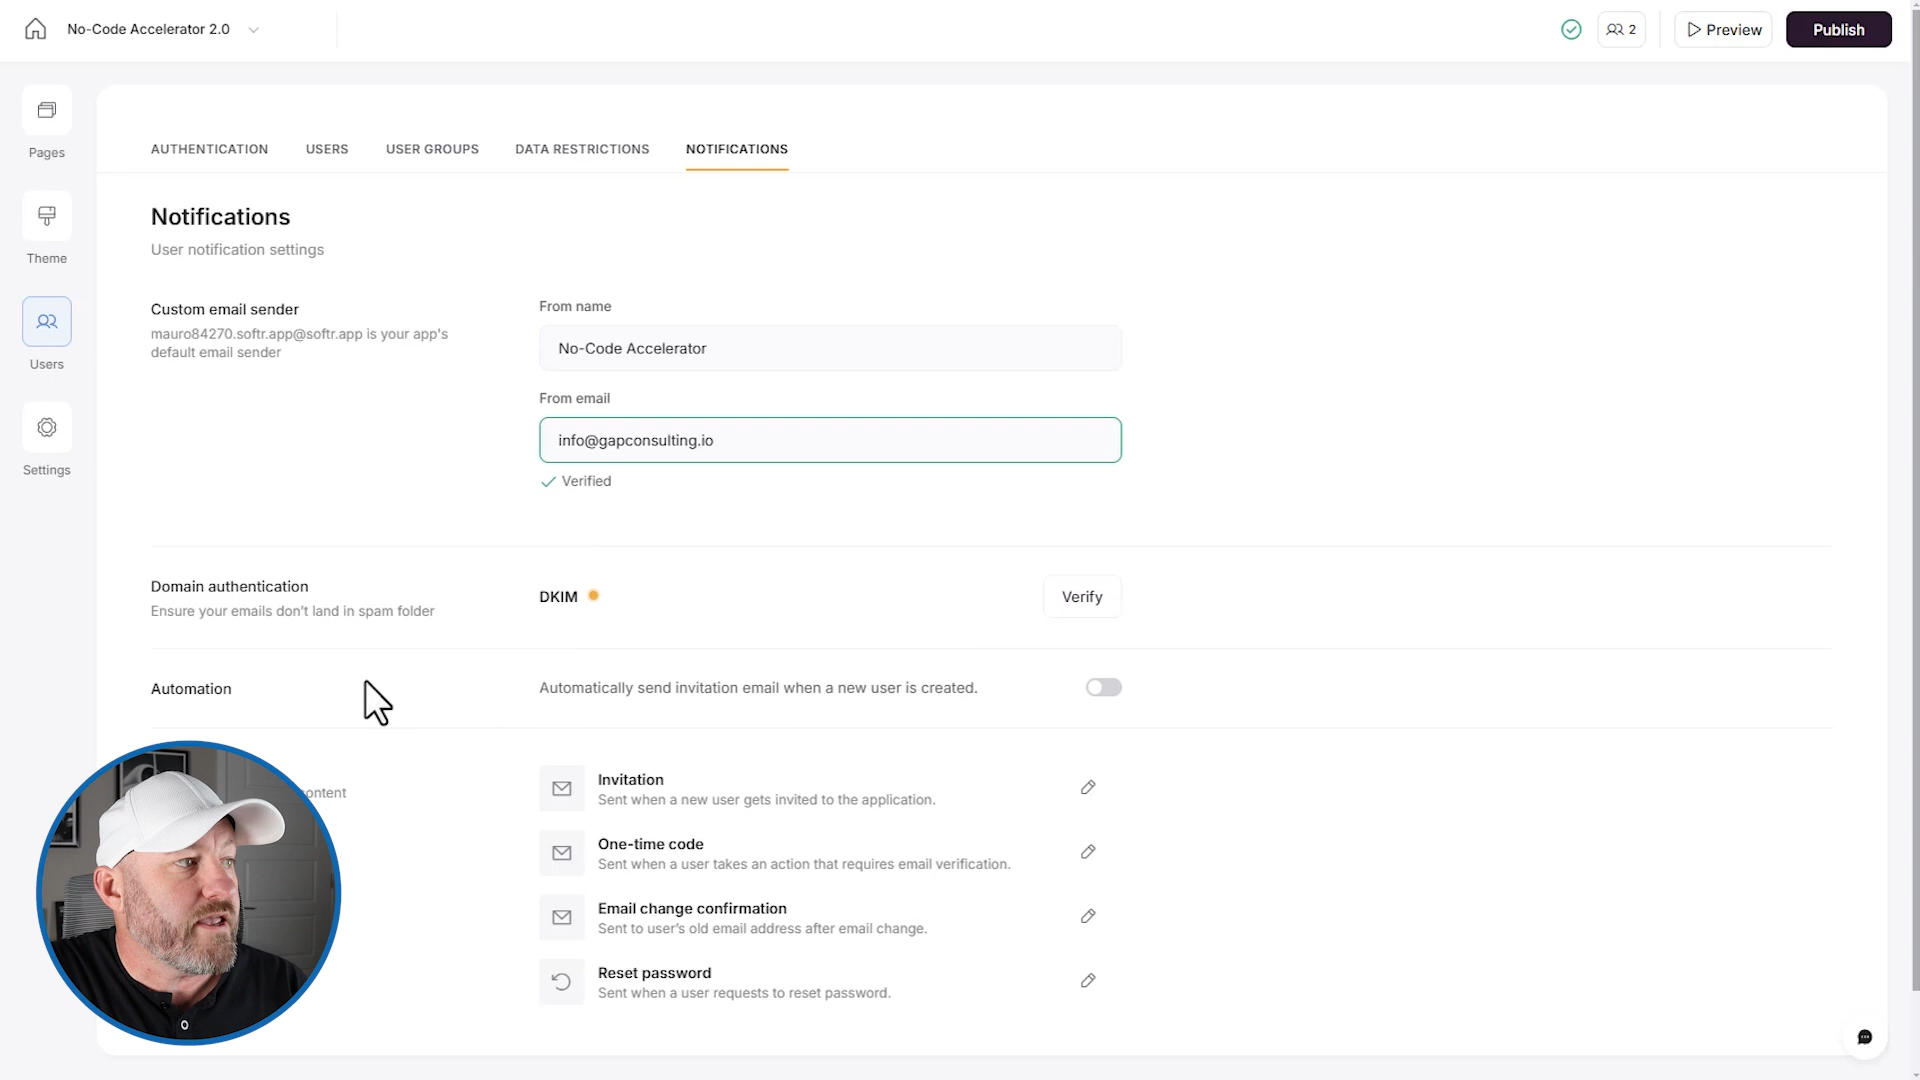 No-Code Accelerator 2.0
2
Preview
Publish
Pages
Theme
Users
Settings
AUTHENTICATION
USERS
USER GROUPS
DATA RESTRICTIONS
NOTIFICATIONS
Notifications
User notification settings
Custom email sender
mauro84270.softr.app@softr.app is your app's
default email sender
From name
No-Code Accelerator
From email
info@gapconsulting.io
Verified
Domain authentication
Ensure your emails don't land in spam folder
DKIM
Verify
Automation
Automatically send invitation email when a new user is created.
Invitation
Sent when a new user gets invited to the application.
One-time code
Sent when a user takes an action that requires email verification.
Email change confirmation
Sent to user's old email address after email change.
Reset password
Sent when a user requests to reset password.